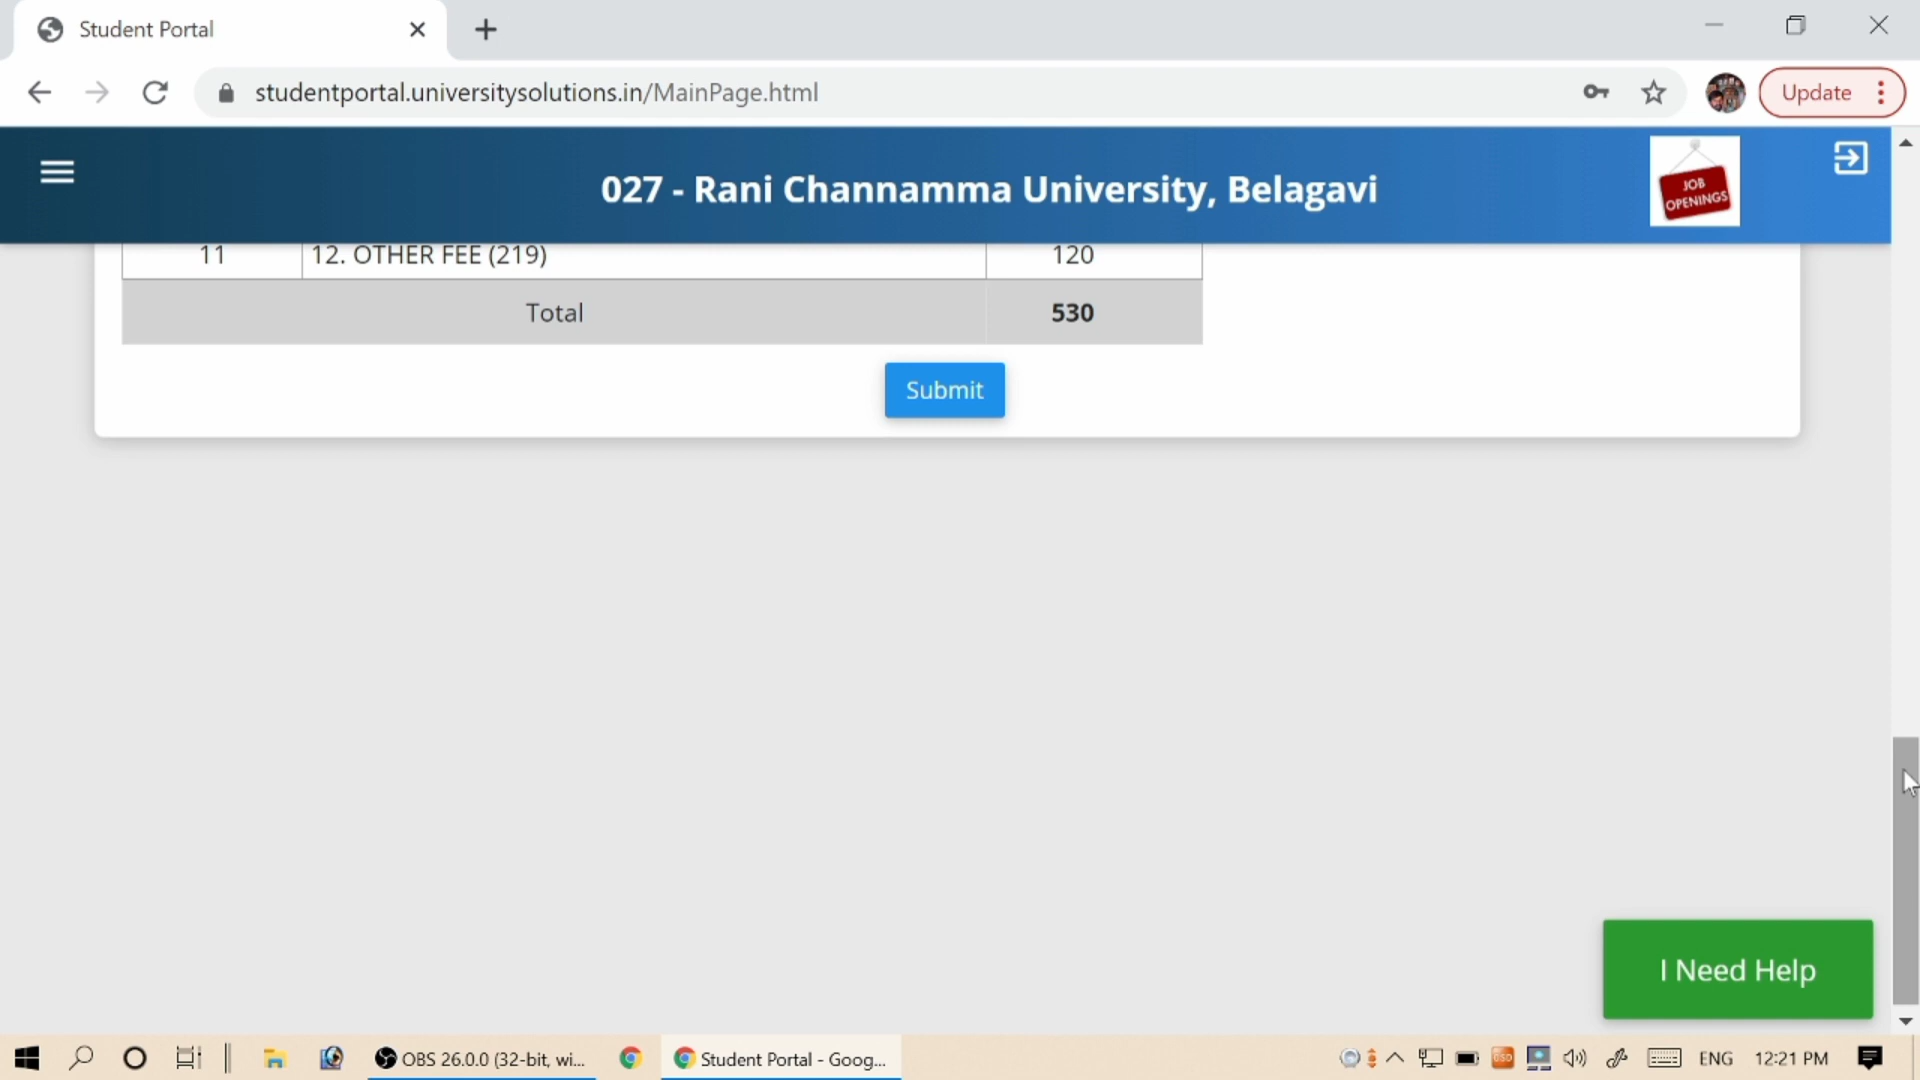 Student Portal
studentportal.universitysolutions.in/MainPage.html
Update
027 - Rani Channamma University, Belagavi
JOB
OPENINGS
11 12. OTHER FEE (219) 120
Total 530
Submit
I Need Help
OBS 26.0.0 (32-bit, wi...
Student Portal - Goog...
ENG
12:21 PM